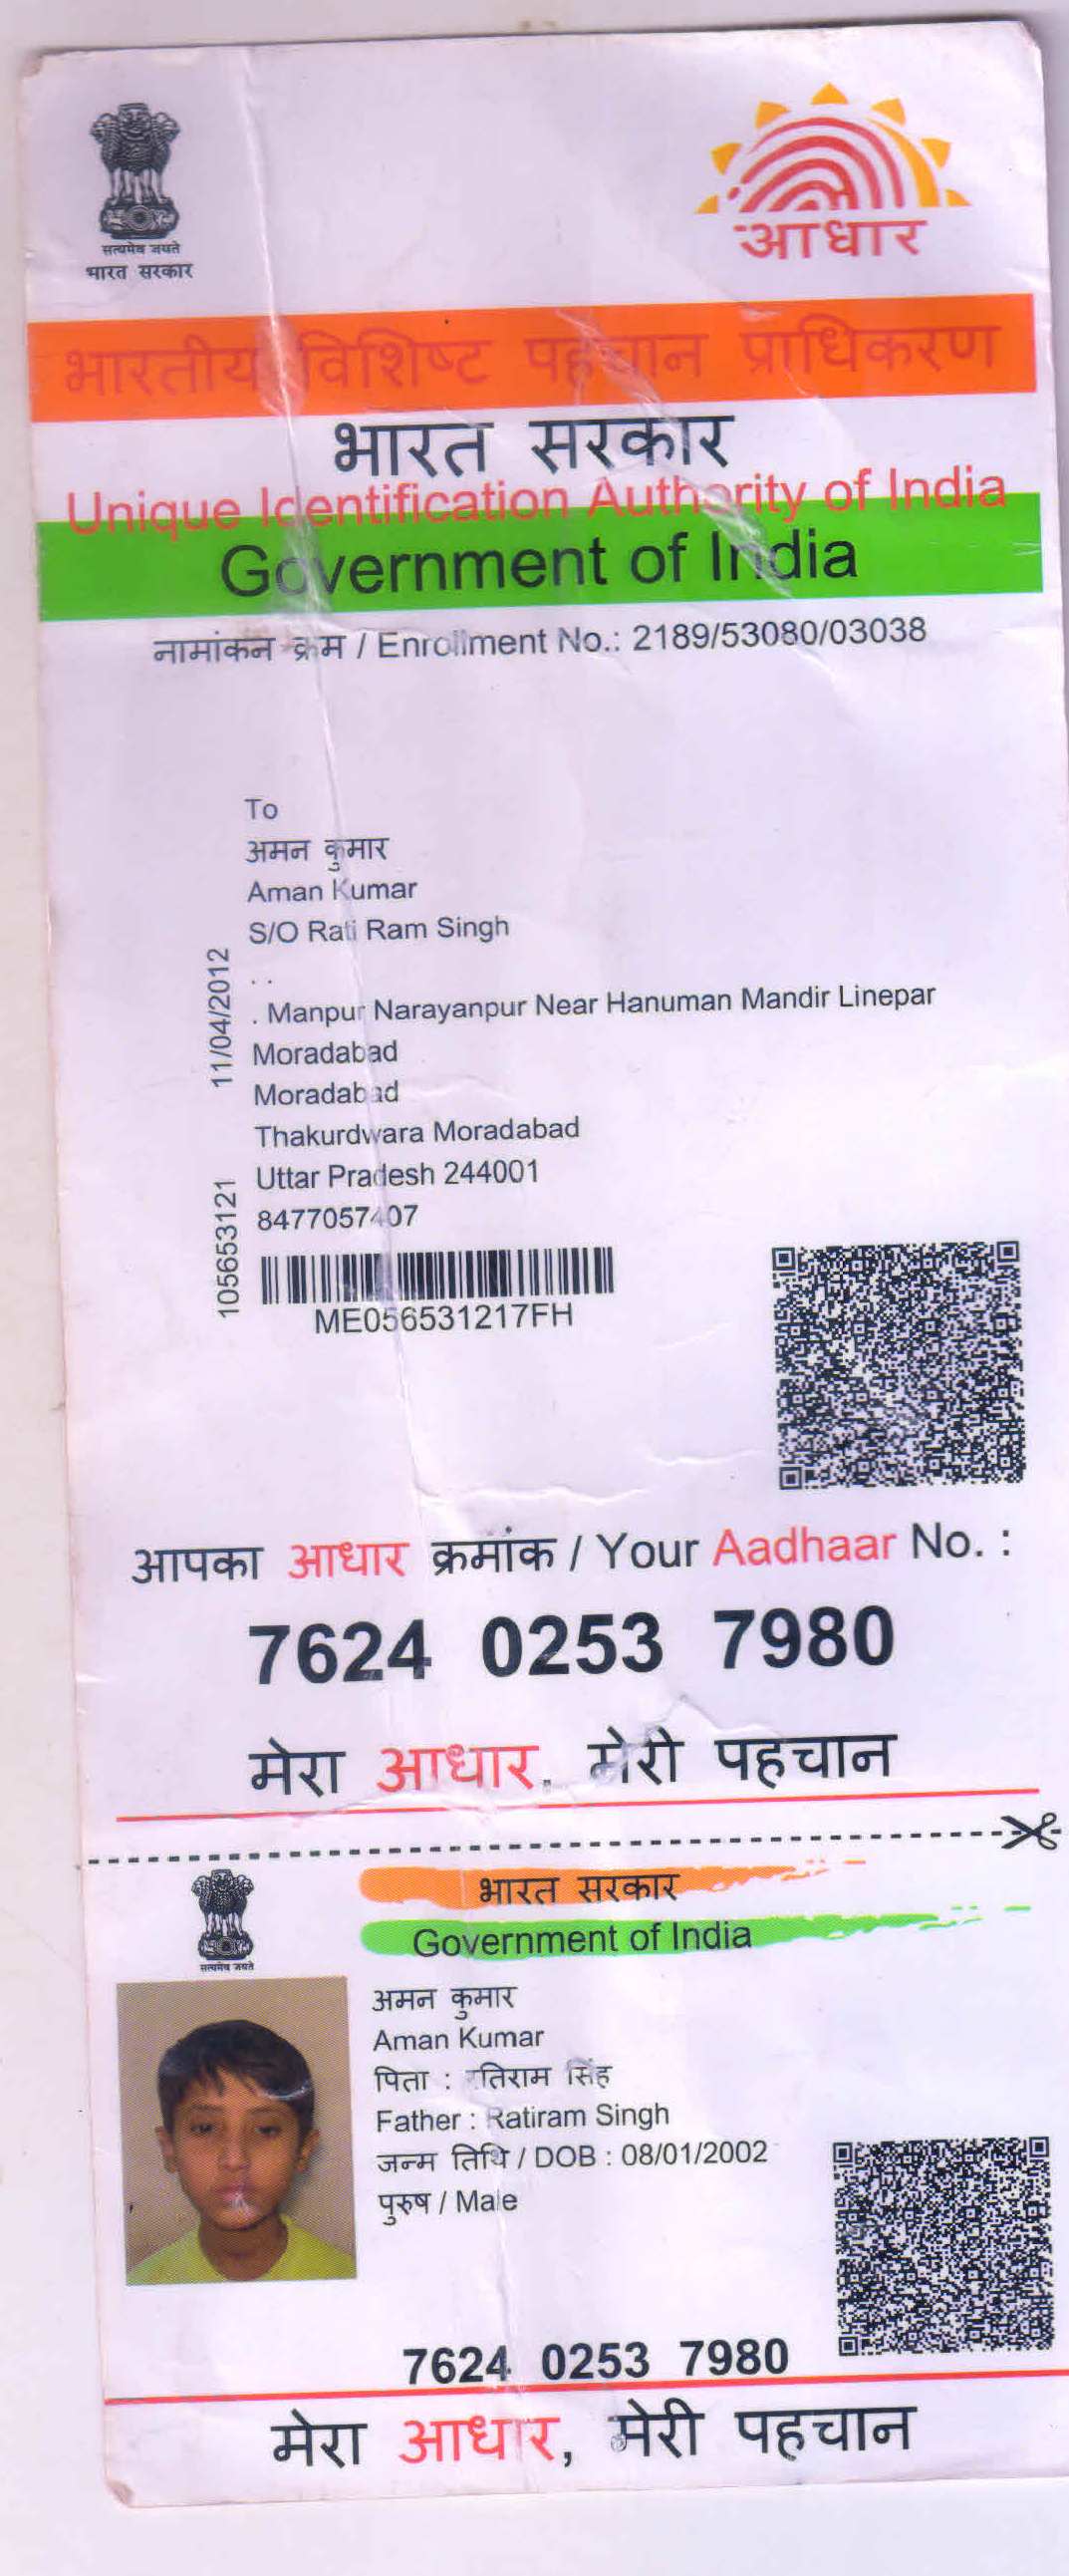 सत्यमेव जयते
भारत सरकार
आधार
भारतीय विशिष्ट पहचान प्राधिकरण
भारत सरकार
Unique Identification Authority of India
Government of India
नामांकन क्रम / Enrollment No.: 2189/53080/03038
To
अमन कुमार
Aman Kumar
S/O Rati Ram Singh
. .
. Manpur Narayanpur Near Hanuman Mandir Linepar
Moradabad
Moradabad
Thakurdwara Moradabad
Uttar Pradesh 244001
8477057407
11/04/2012
105653121
ME056531217FH
आपका आधार क्रमांक / Your Aadhaar No. :
7624 0253 7980
मेरा आधार, मेरी पहचान
सत्यमेव जयते
भारत सरकार
Government of India
अमन कुमार
Aman Kumar
पिता : रतिराम सिंह
Father : Ratiram Singh
जन्म तिथि / DOB : 08/01/2002
पुरुष / Male
7624 0253 7980
मेरा आधार, मेरी पहचान